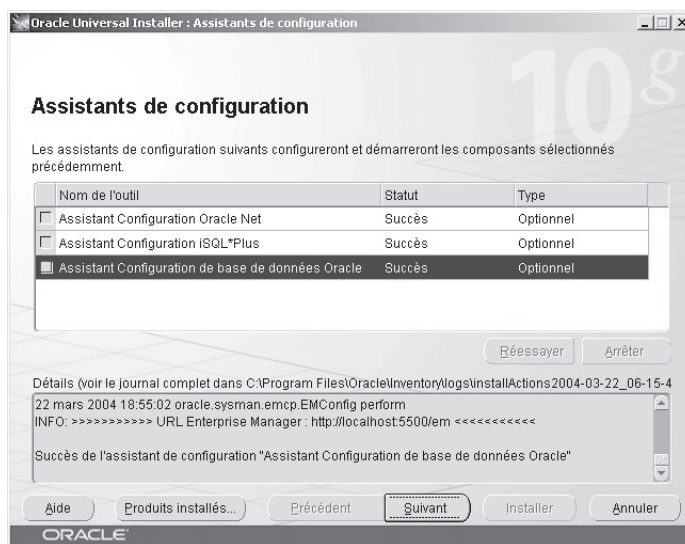 Oracle Universal Installer : Assistants de configuration
10g
Assistants de configuration
Les assistants de configuration suivants configureront et démarreront les composants sélectionnés
précédemment.
Nom de l'outil Statut Type
Assistant Configuration Oracle Net Succès Optionnel
Assistant Configuration iSQL*Plus Succès Optionnel
Assistant Configuration de base de données Oracle Succès Optionnel
Réessayer Arrêter
Détails (voir le journal complet dans C:\Program Files\Oracle\Inventory\logs\installActions2004-03-22_06-15-4
22 mars 2004 18:55:02 oracle.sysman.emcp.EMConfig perform
INFO: >>>>>>>>>>> URL Enterprise Manager : http://localhost:5500/em <<<<<<<<<<<
Succès de l'assistant de configuration "Assistant Configuration de base de données Oracle"
Aide Produits installés... Précédent Suivant Installer Annuler
ORACLE